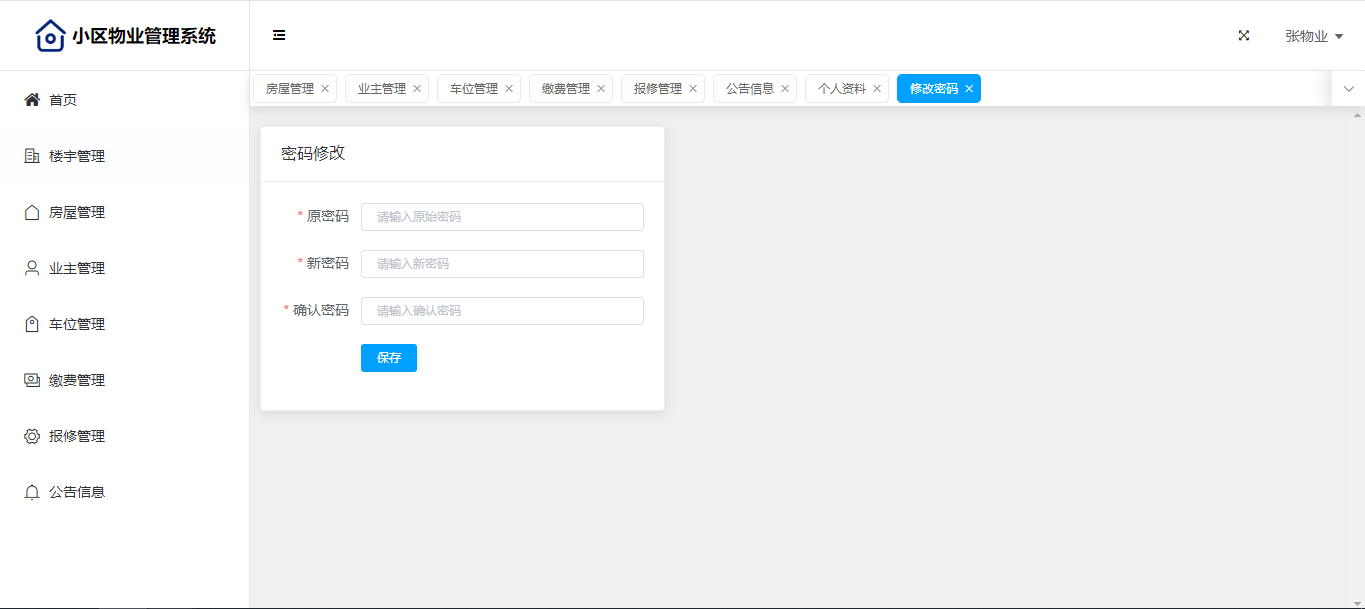 小区物业管理系统
张物业
房屋管理
业主管理
车位管理
缴费管理
报修管理
公告信息
个人资料
修改密码
首页
楼宇管理
房屋管理
业主管理
车位管理
缴费管理
报修管理
公告信息
密码修改
* 原密码 请输入原始密码
* 新密码 请输入新密码
* 确认密码 请输入确认密码
保存